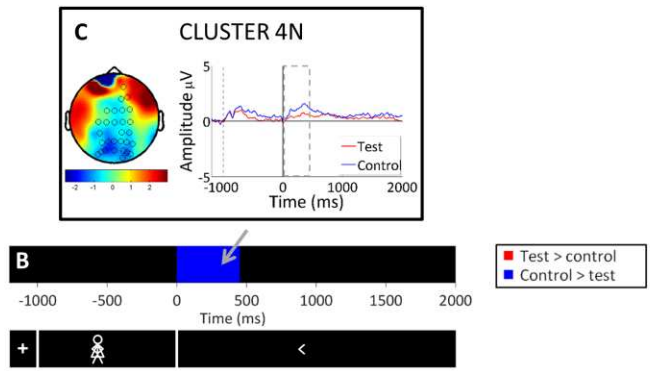 C CLUSTER 4N
Amplitude µV
5
0
-5
-2 -1 0 1 2
-1000 0 1000 2000
Time (ms)
Test
Control
B
-1000 -500 0 500 1000 1500 2000
Time (ms)
Test > control
Control > test
+ <